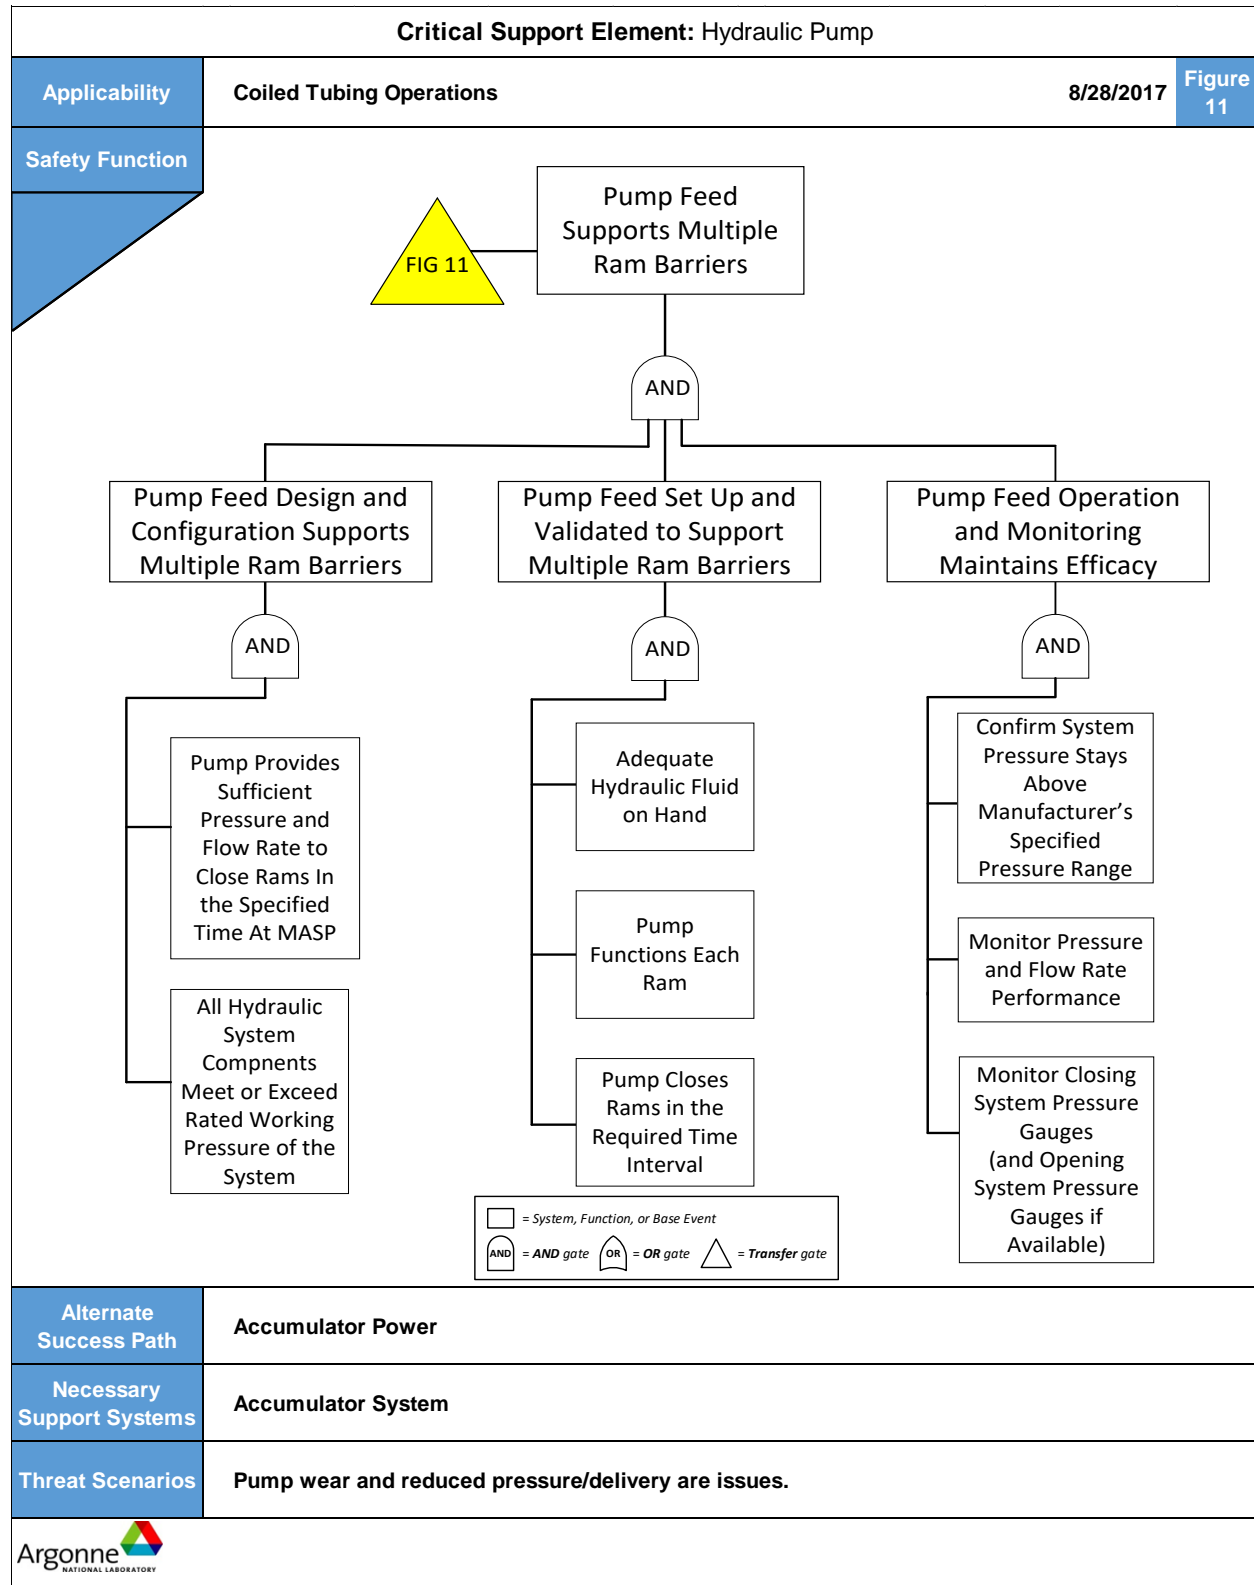 Critical Support Element: Hydraulic Pump
Applicability
Coiled Tubing Operations
8/28/2017
Figure
11
Safety Function
FIG 11
Pump Feed
Supports Multiple
Ram Barriers
AND
Pump Feed Design and
Configuration Supports
Multiple Ram Barriers
Pump Feed Set Up and
Validated to Support
Multiple Ram Barriers
Pump Feed Operation
and Monitoring
Maintains Efficacy
AND
AND
AND
Pump Provides
Sufficient
Pressure and
Flow Rate to
Close Rams In
the Specified
Time At MASP
All Hydraulic
System
Compnents
Meet or Exceed
Rated Working
Pressure of the
System
Adequate
Hydraulic Fluid
on Hand
Pump
Functions Each
Ram
Pump Closes
Rams in the
Required Time
Interval
Confirm System
Pressure Stays
Above
Manufacturer’s
Specified
Pressure Range
Monitor Pressure
and Flow Rate
Performance
Monitor Closing
System Pressure
Gauges
(and Opening
System Pressure
Gauges if
Available)
= System, Function, or Base Event
AND = AND gate OR = OR gate = Transfer gate
Alternate
Success Path
Accumulator Power
Necessary
Support Systems
Accumulator System
Threat Scenarios
Pump wear and reduced pressure/delivery are issues.
Argonne
NATIONAL LABORATORY